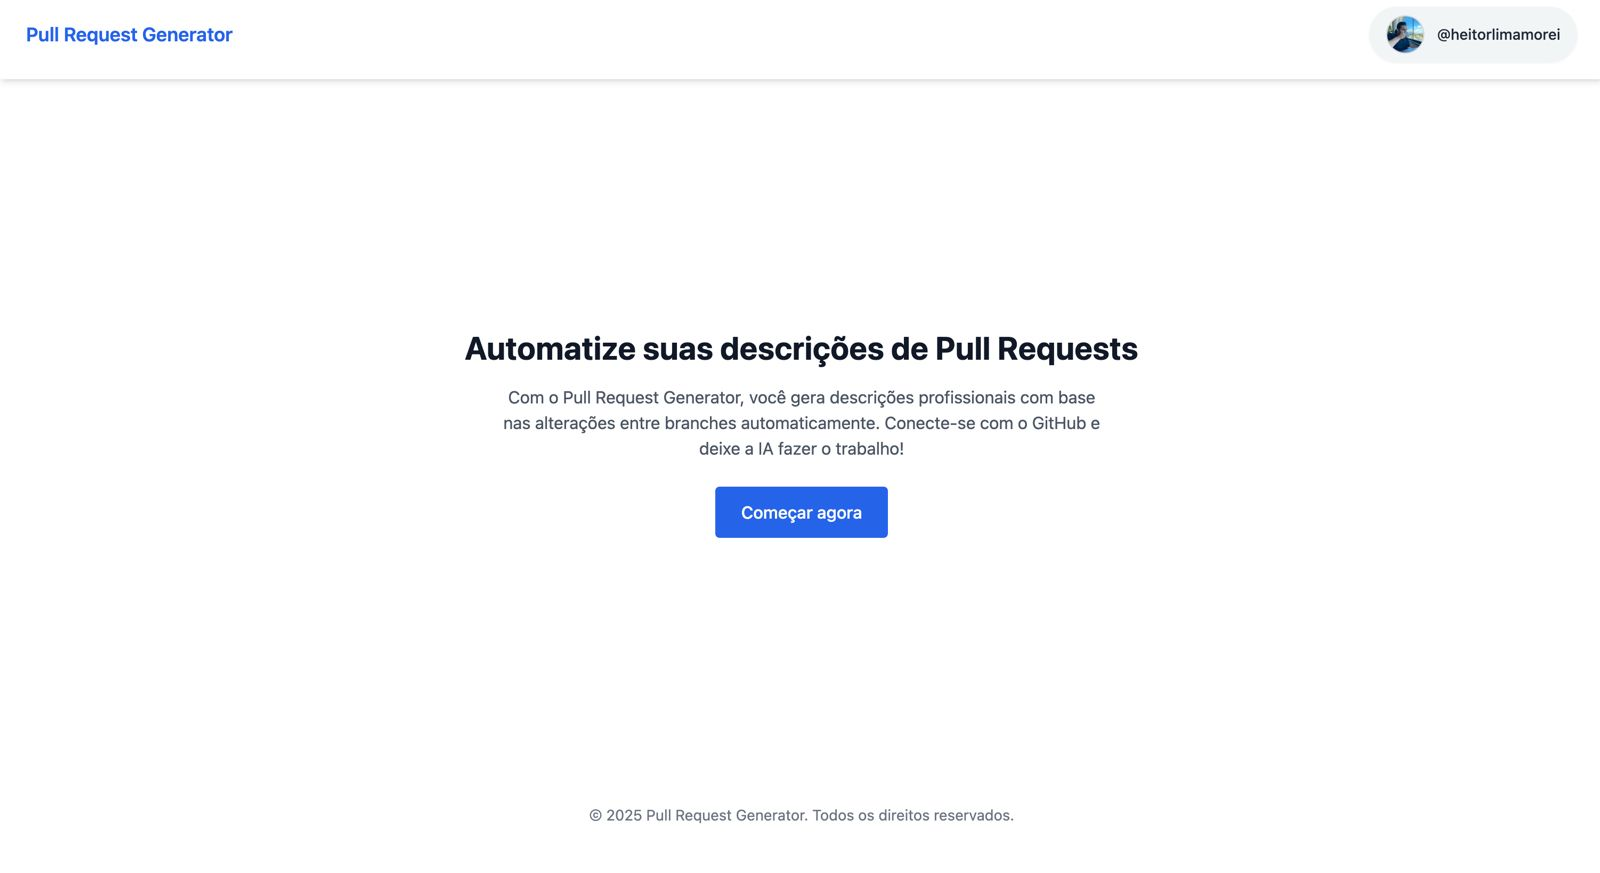 Pull Request Generator
@heitorlimamorei
Automatize suas descrições de Pull Requests
Com o Pull Request Generator, você gera descrições profissionais com base
nas alterações entre branches automaticamente. Conecte-se com o GitHub e
deixe a IA fazer o trabalho!
Começar agora
© 2025 Pull Request Generator. Todos os direitos reservados.